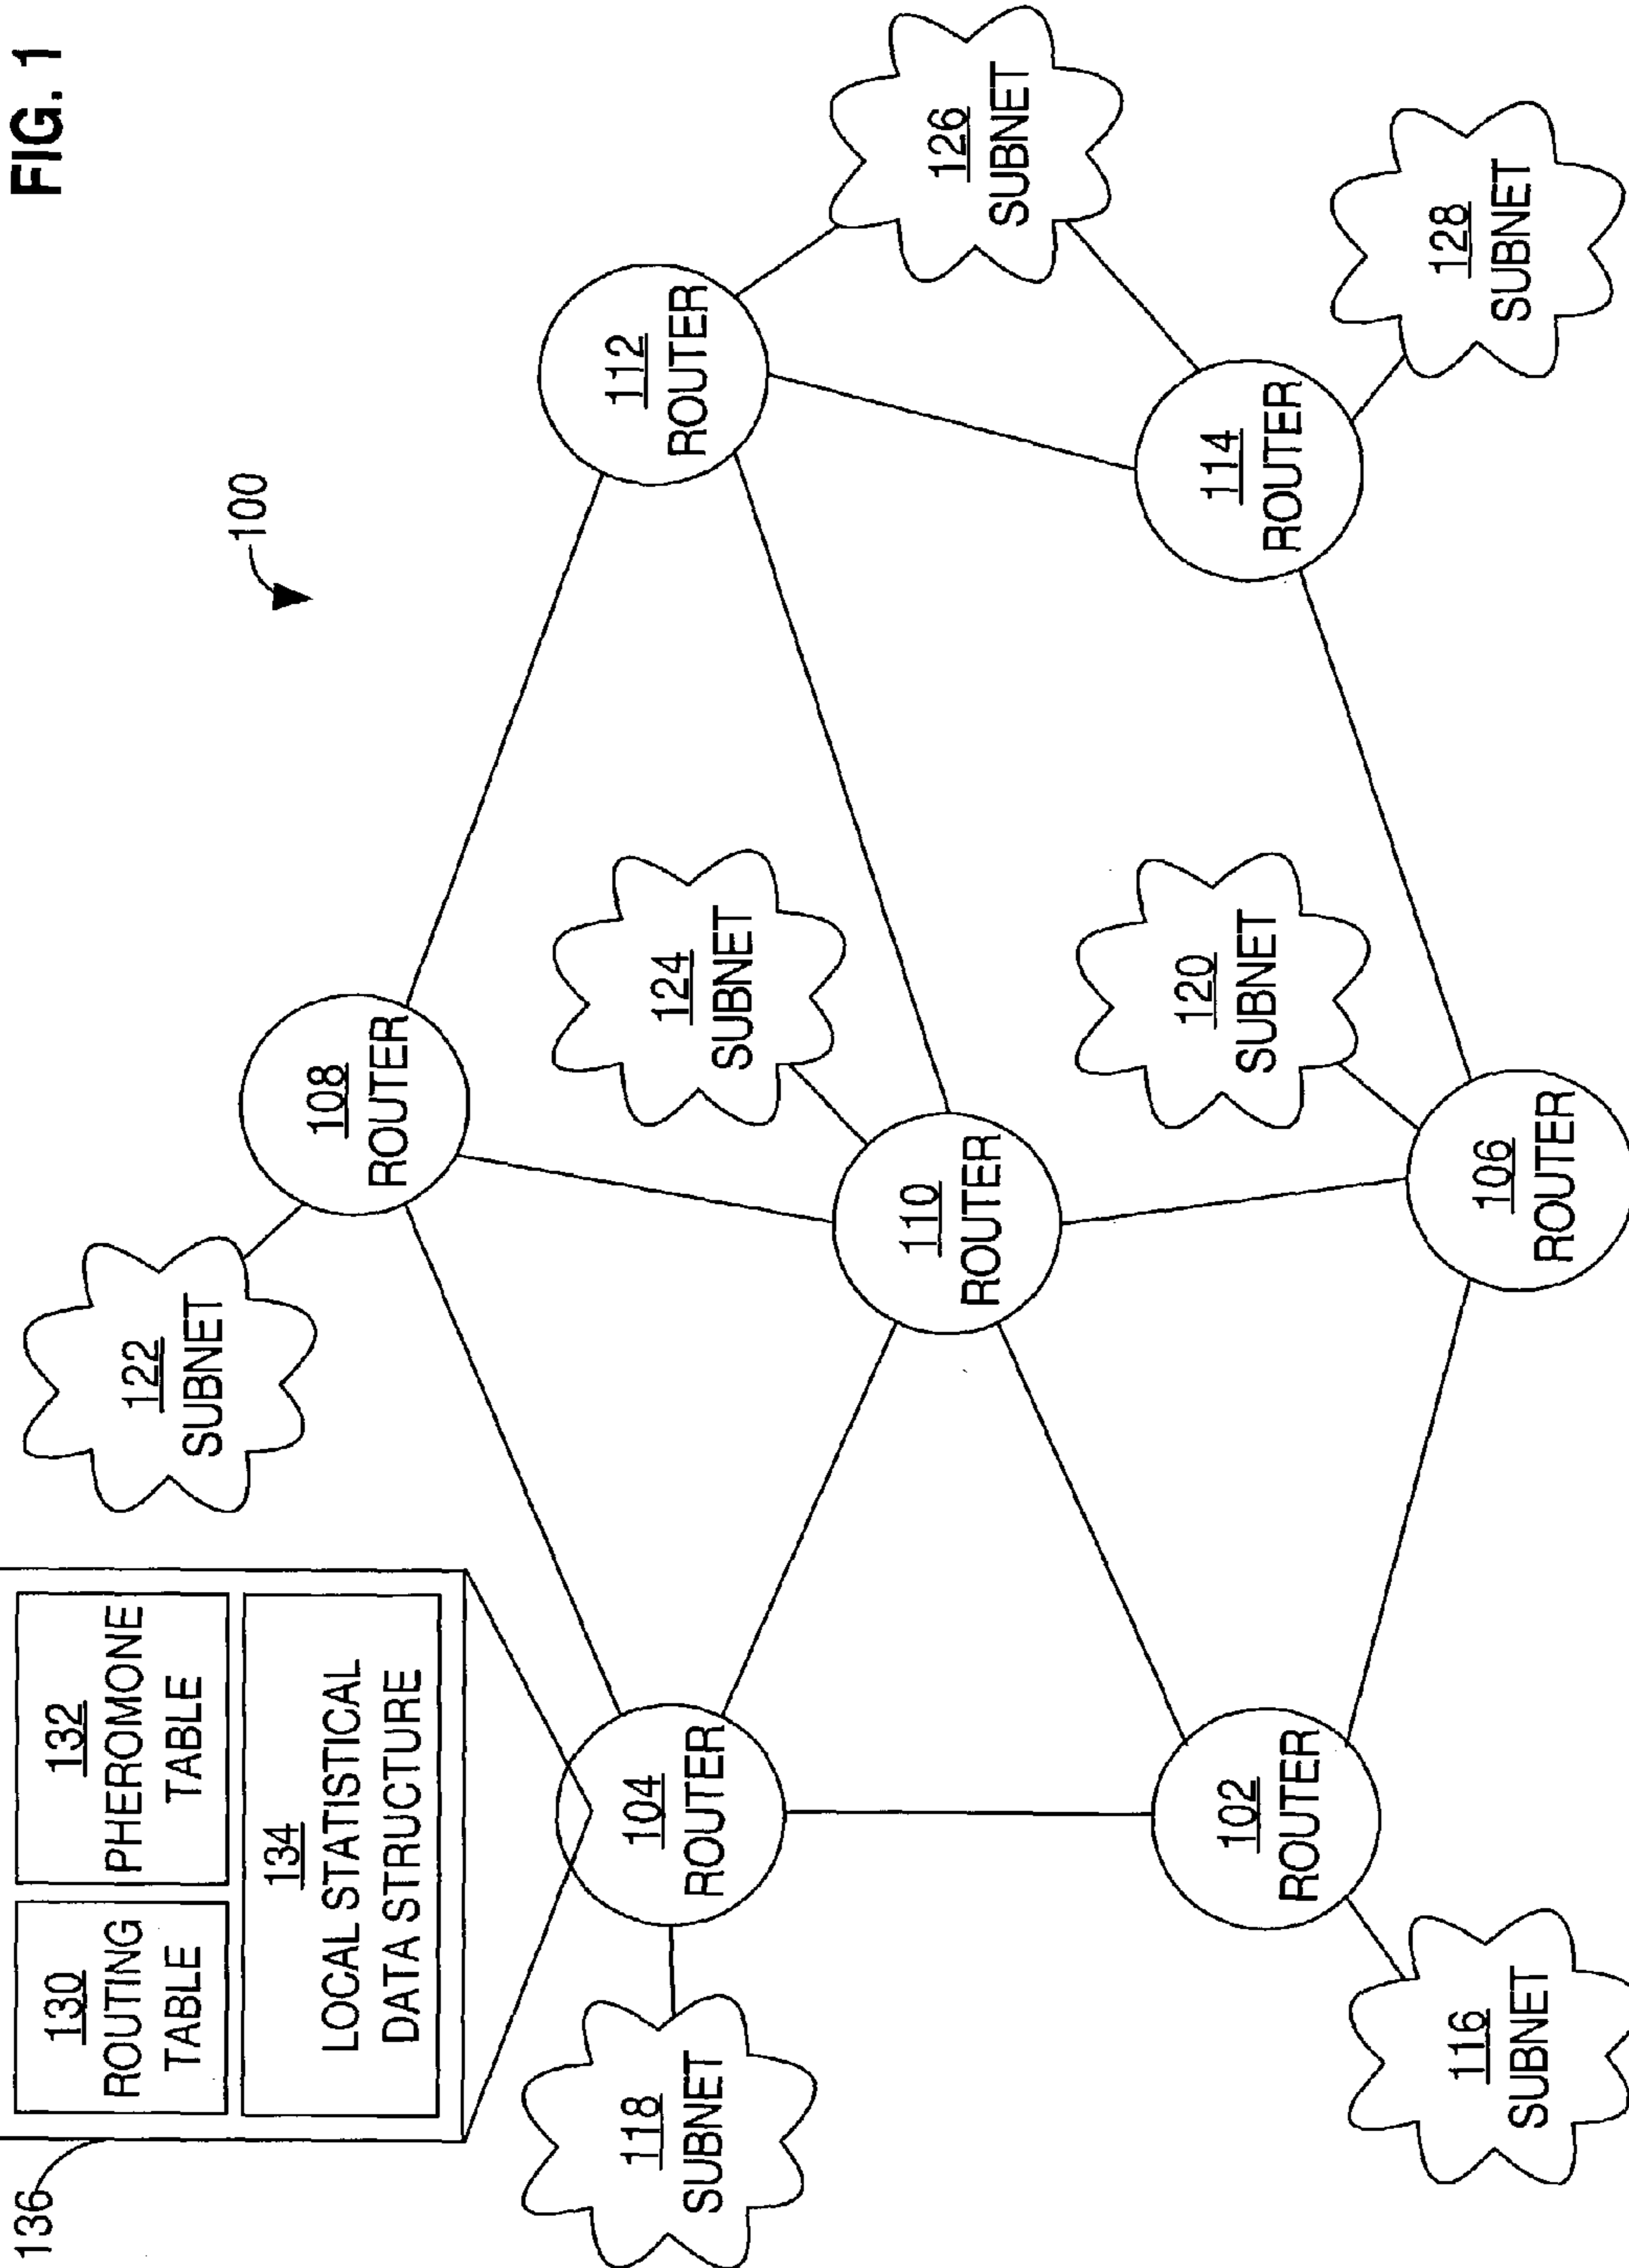 FIG. 1
100
136
130
ROUTING
TABLE
132
PHEROMONE
TABLE
134
LOCAL STATISTICAL
DATA STRUCTURE
122
SUBNET
108
ROUTER
118
SUBNET
104
ROUTER
124
SUBNET
112
ROUTER
126
SUBNET
110
ROUTER
116
SUBNET
102
ROUTER
120
SUBNET
106
ROUTER
114
ROUTER
128
SUBNET